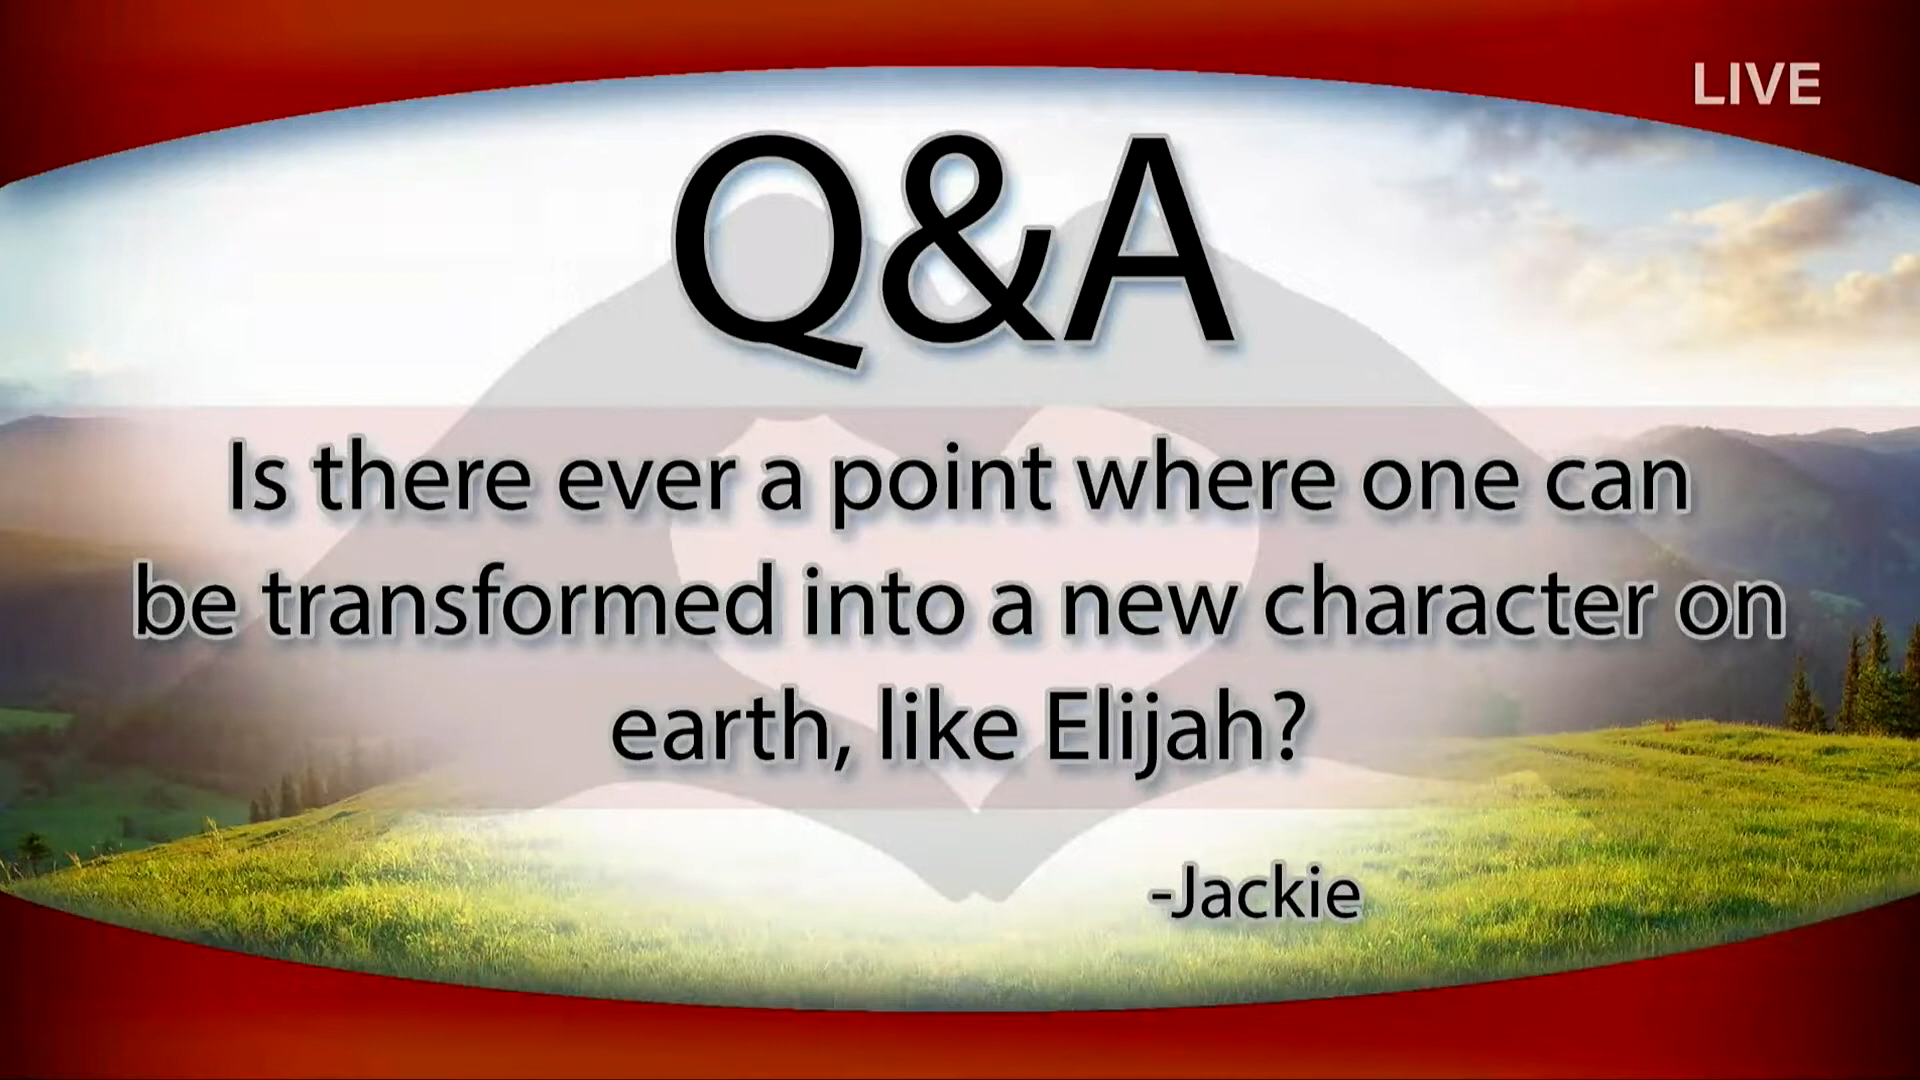 LIVE
Q&A
Is there ever a point where one can
be transformed into a new character on
earth, like Elijah?
-Jackie